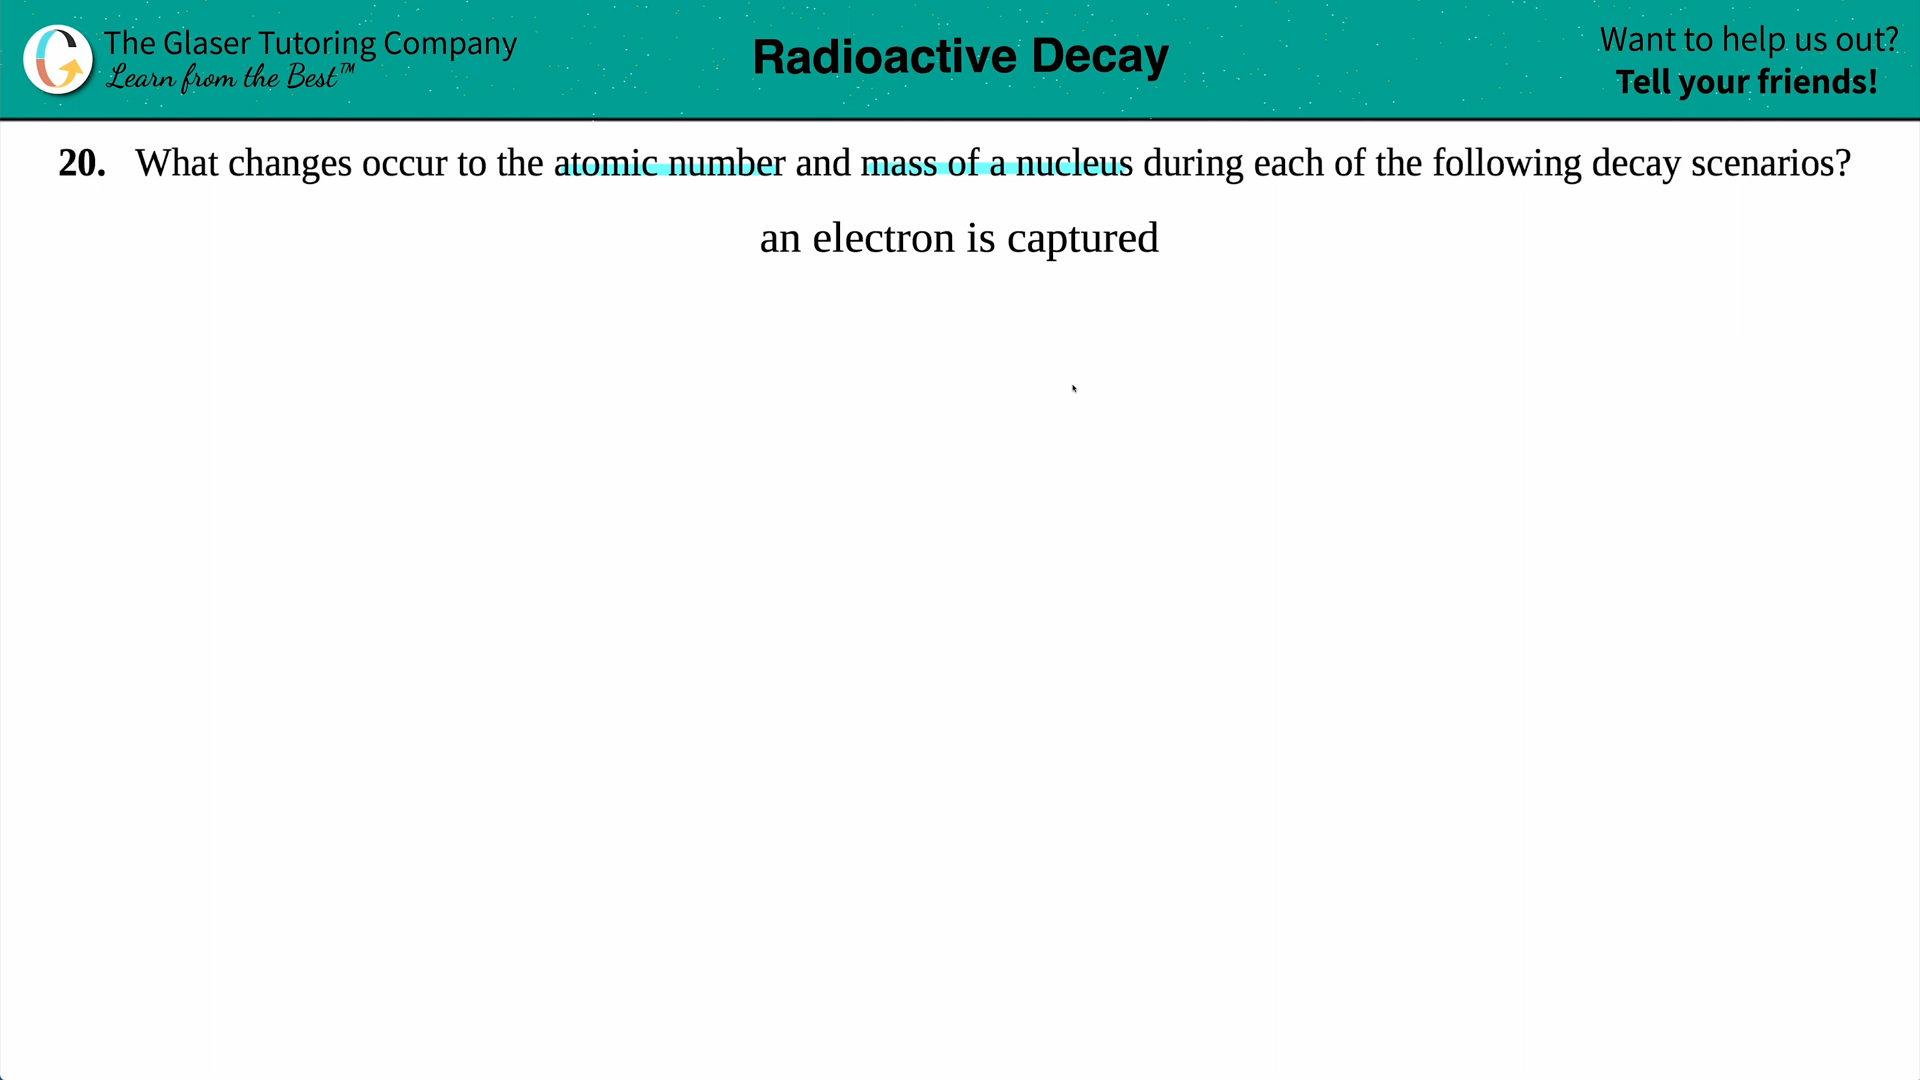 The Glaser Tutoring Company
Learn from the Best™
Radioactive Decay
Want to help us out?
Tell your friends!
20. What changes occur to the atomic number and mass of a nucleus during each of the following decay scenarios?
an electron is captured